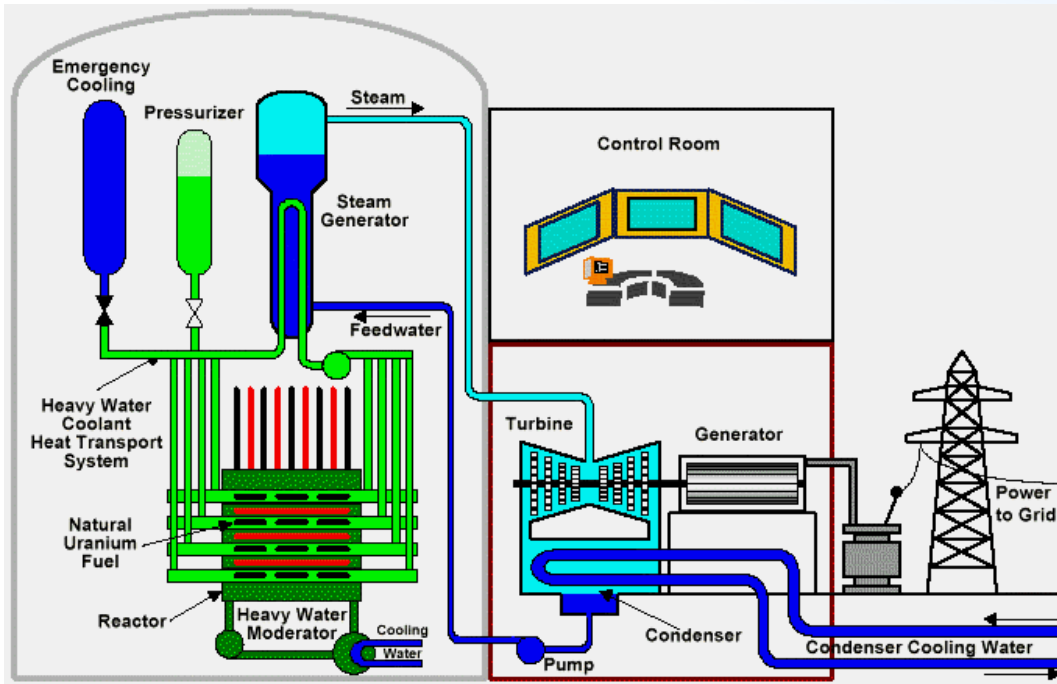 Emergency
Cooling
Pressurizer
Steam
Steam
Generator
Feedwater
Control Room
Heavy Water
Coolant
Heat Transport
System
Natural
Uranium
Fuel
Reactor
Heavy Water
Moderator
Cooling
Water
Turbine
Generator
Power
to Grid
Pump
Condenser
Condenser Cooling Water